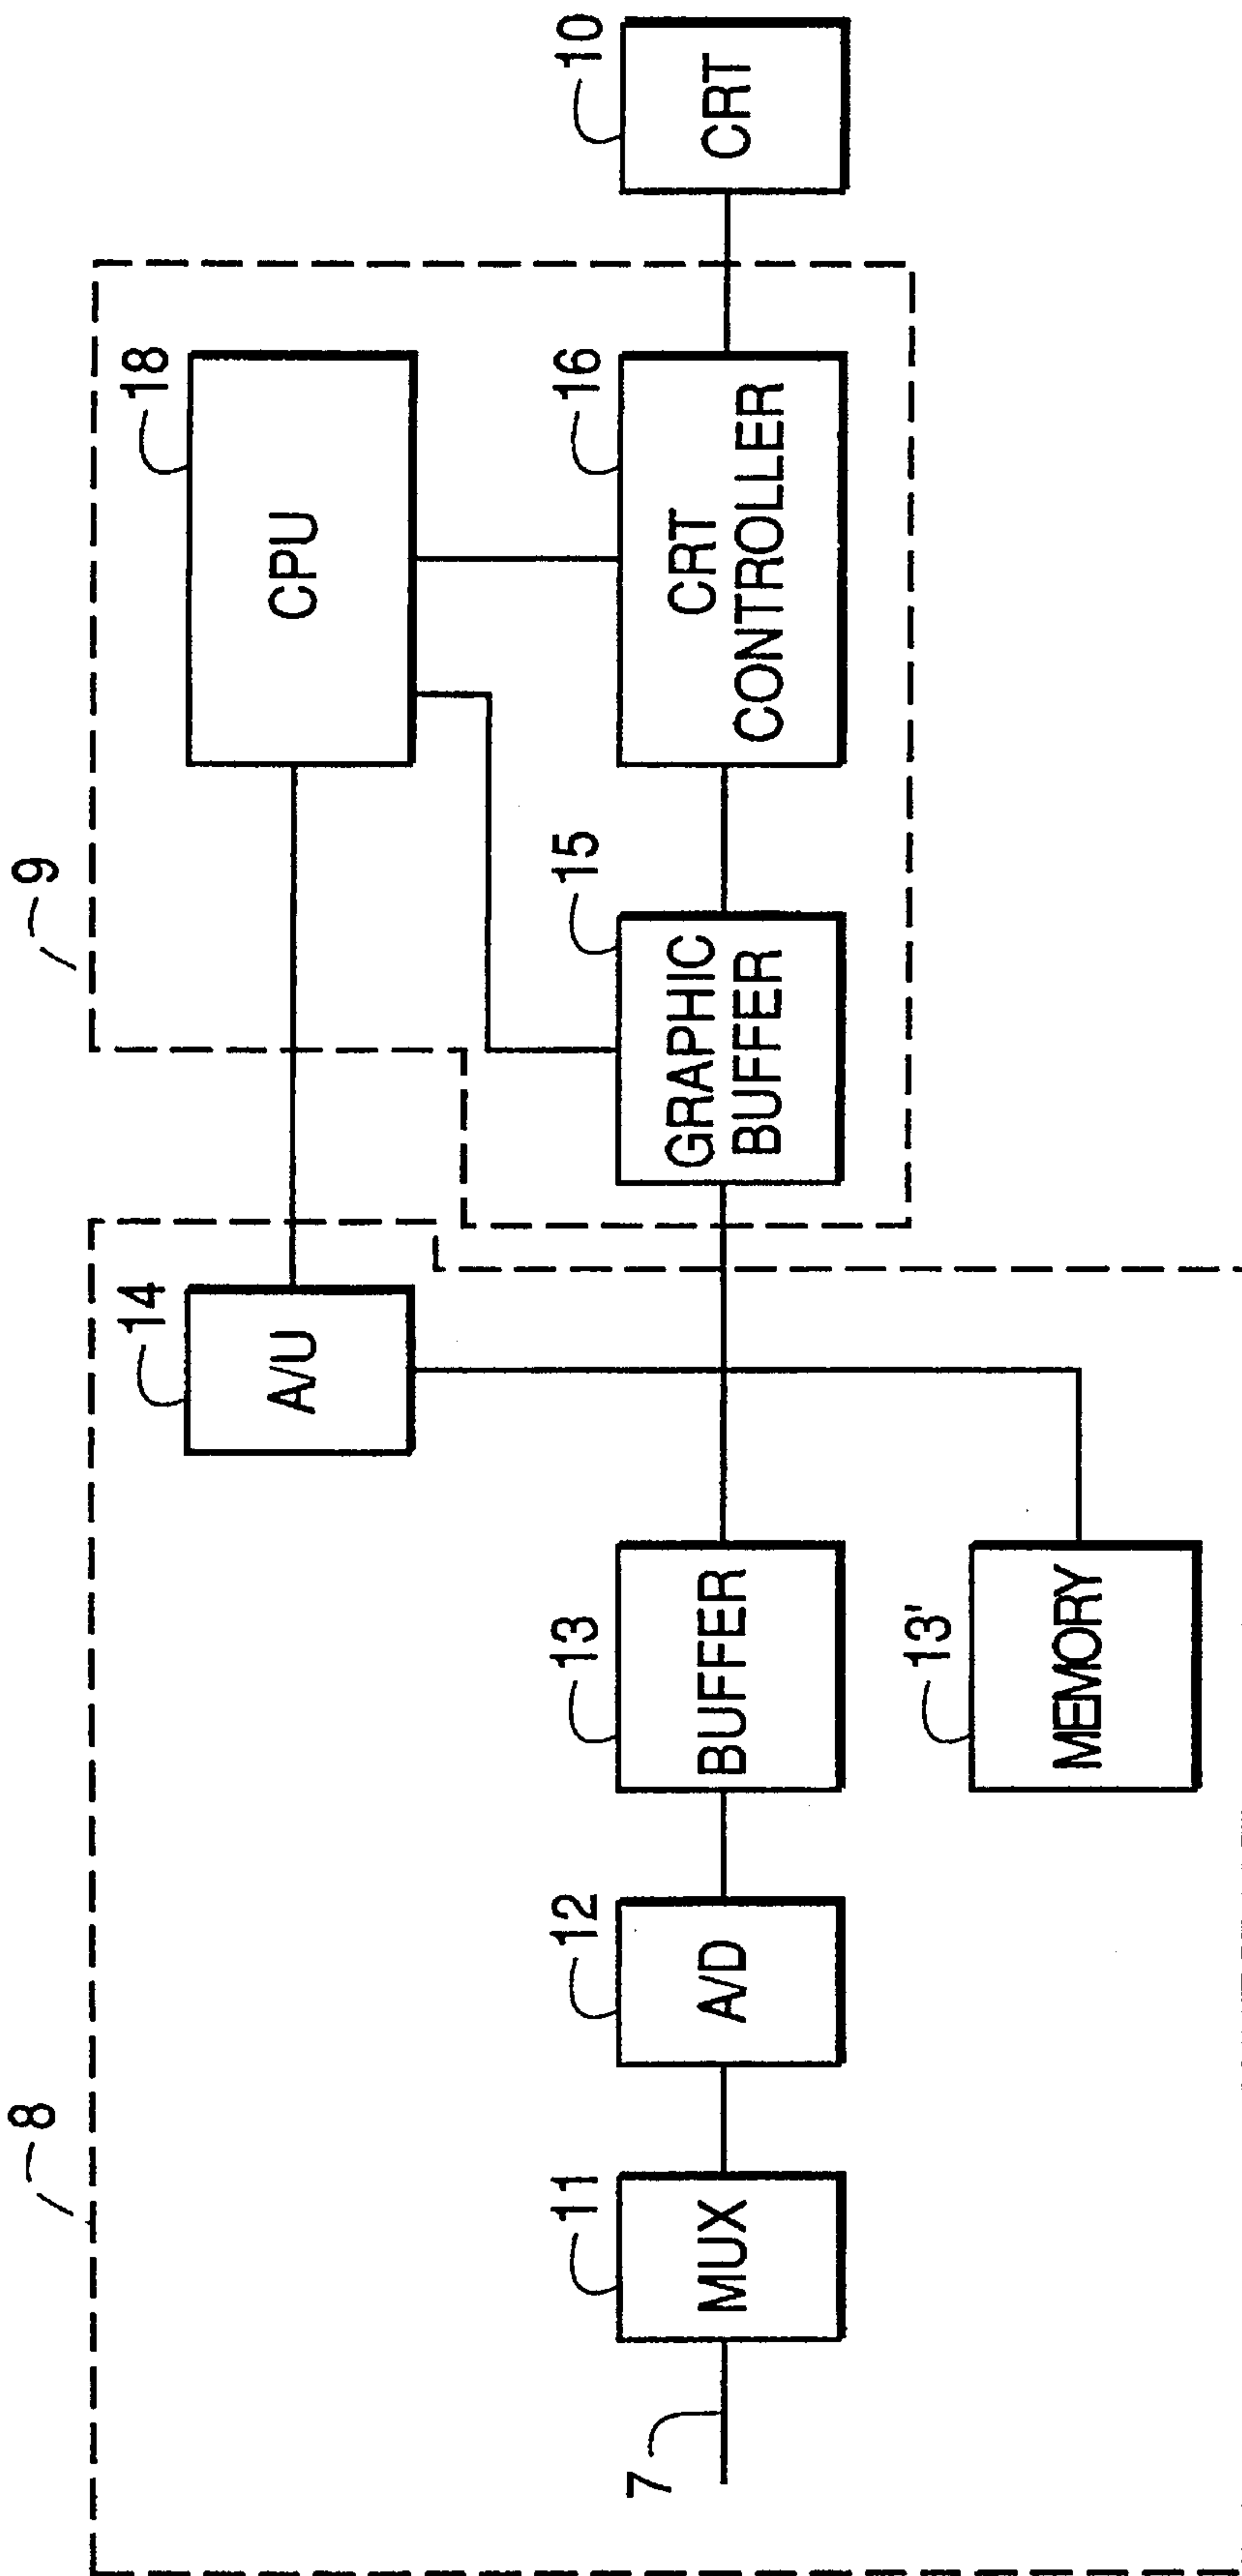 8
9
14
A/U
18
CPU
7
11
MUX
12
A/D
13
BUFFER
15
GRAPHIC
BUFFER
16
CRT
CONTROLLER
10
CRT
13'
MEMORY